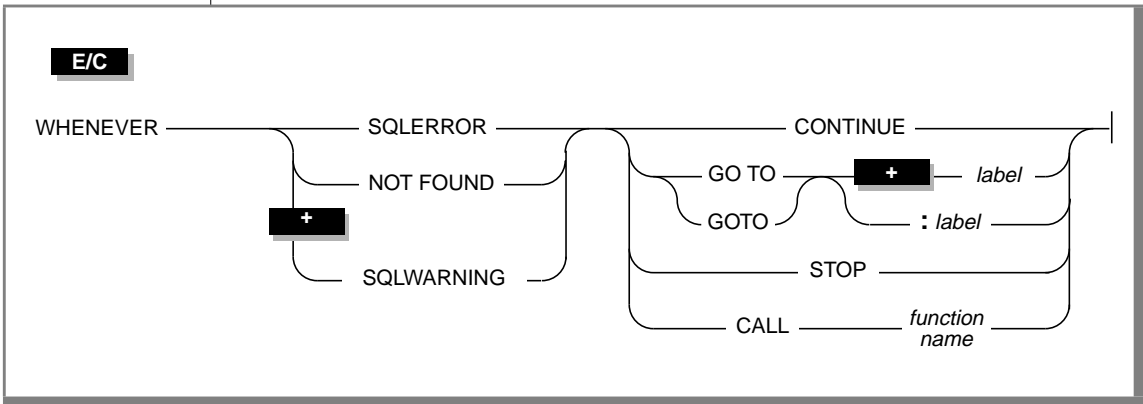 E/C
WHENEVER SQLERROR CONTINUE
NOT FOUND GO TO + label
+ GOTO : label
SQLWARNING STOP
CALL function
name